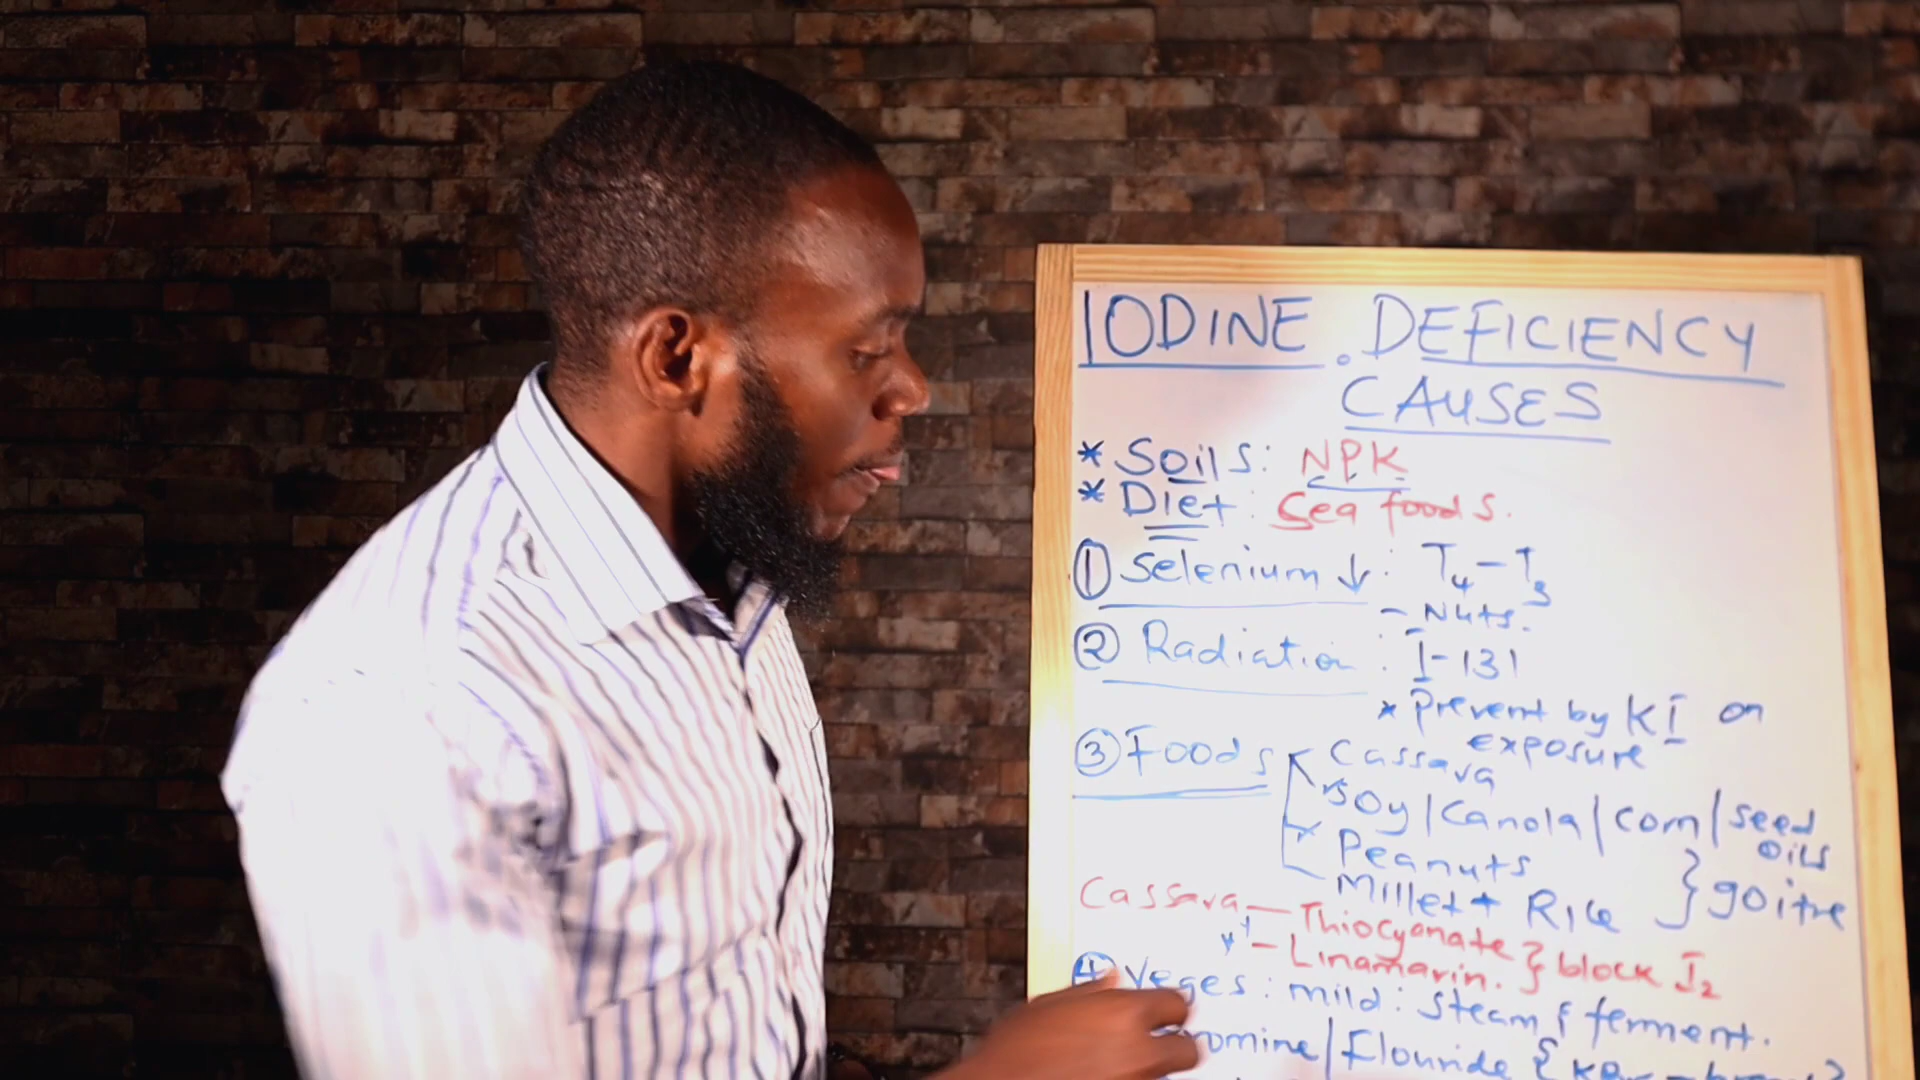 IODINE . DEFICIENCY
CAUSES
* Soils: NPK
* Diet: Sea foods.
① Selenium ↓ : T4 - T3
- Nuts.
② Radiation : I-131
* Prevent by KI on
exposure
③ Foods Cassava
* Soy / Canola / corn / seed
oils
* Peanuts
Millet + Rice } goitre
Cassava — Thiocyanate
- Linamarin. } block I2
④ Veges : mild : steam & ferment.
romine / Flouride {